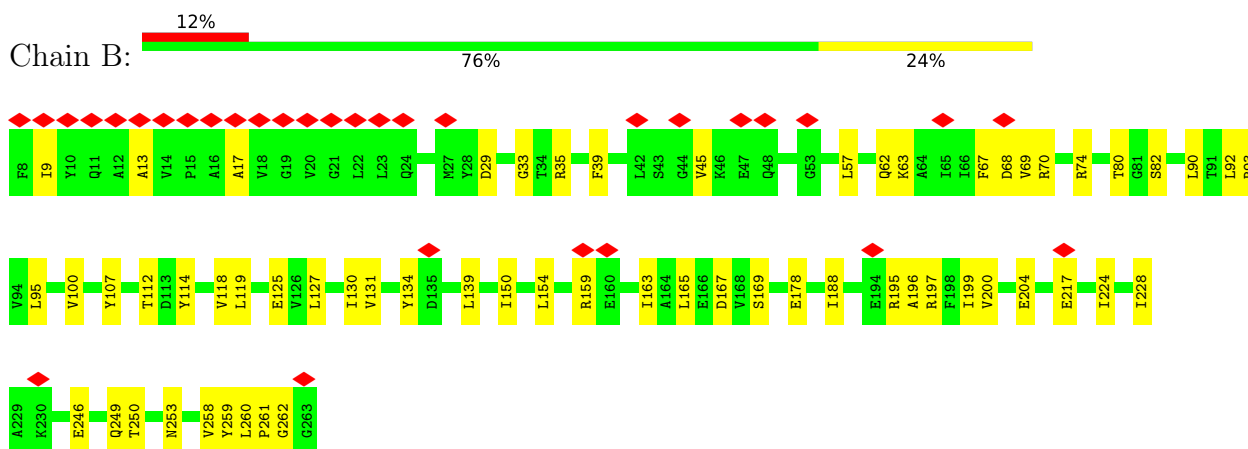 12%
Chain B:
76% 24%
F8 I9 Y10 Q11 A12 A13 V14 P15 A16 A17 V18 G19 V20 G21 L22 L23 Q24 M27 Y28 D29 G33 T34 R35 F39 L42 S43 G44 V45 K46 E47 Q48 G53 L57 Q62 K63 A64 I65 I66 F67 D68 V69 R70 R74 T80 G81 S82 L90 T91 L92
V94 L95 V100 Y107 T112 D113 Y114 V118 L119 E125 V126 L127 I130 V131 Y134 D135 L139 I150 L154 R159 E160 I163 A164 L165 E166 D167 V168 S169 E178 I188 E194 R195 A196 R197 F198 I199 V200 E204 E217 I224 I228
A229 K230 E246 Q249 T250 N253 V258 Y259 L260 P261 G262 G263